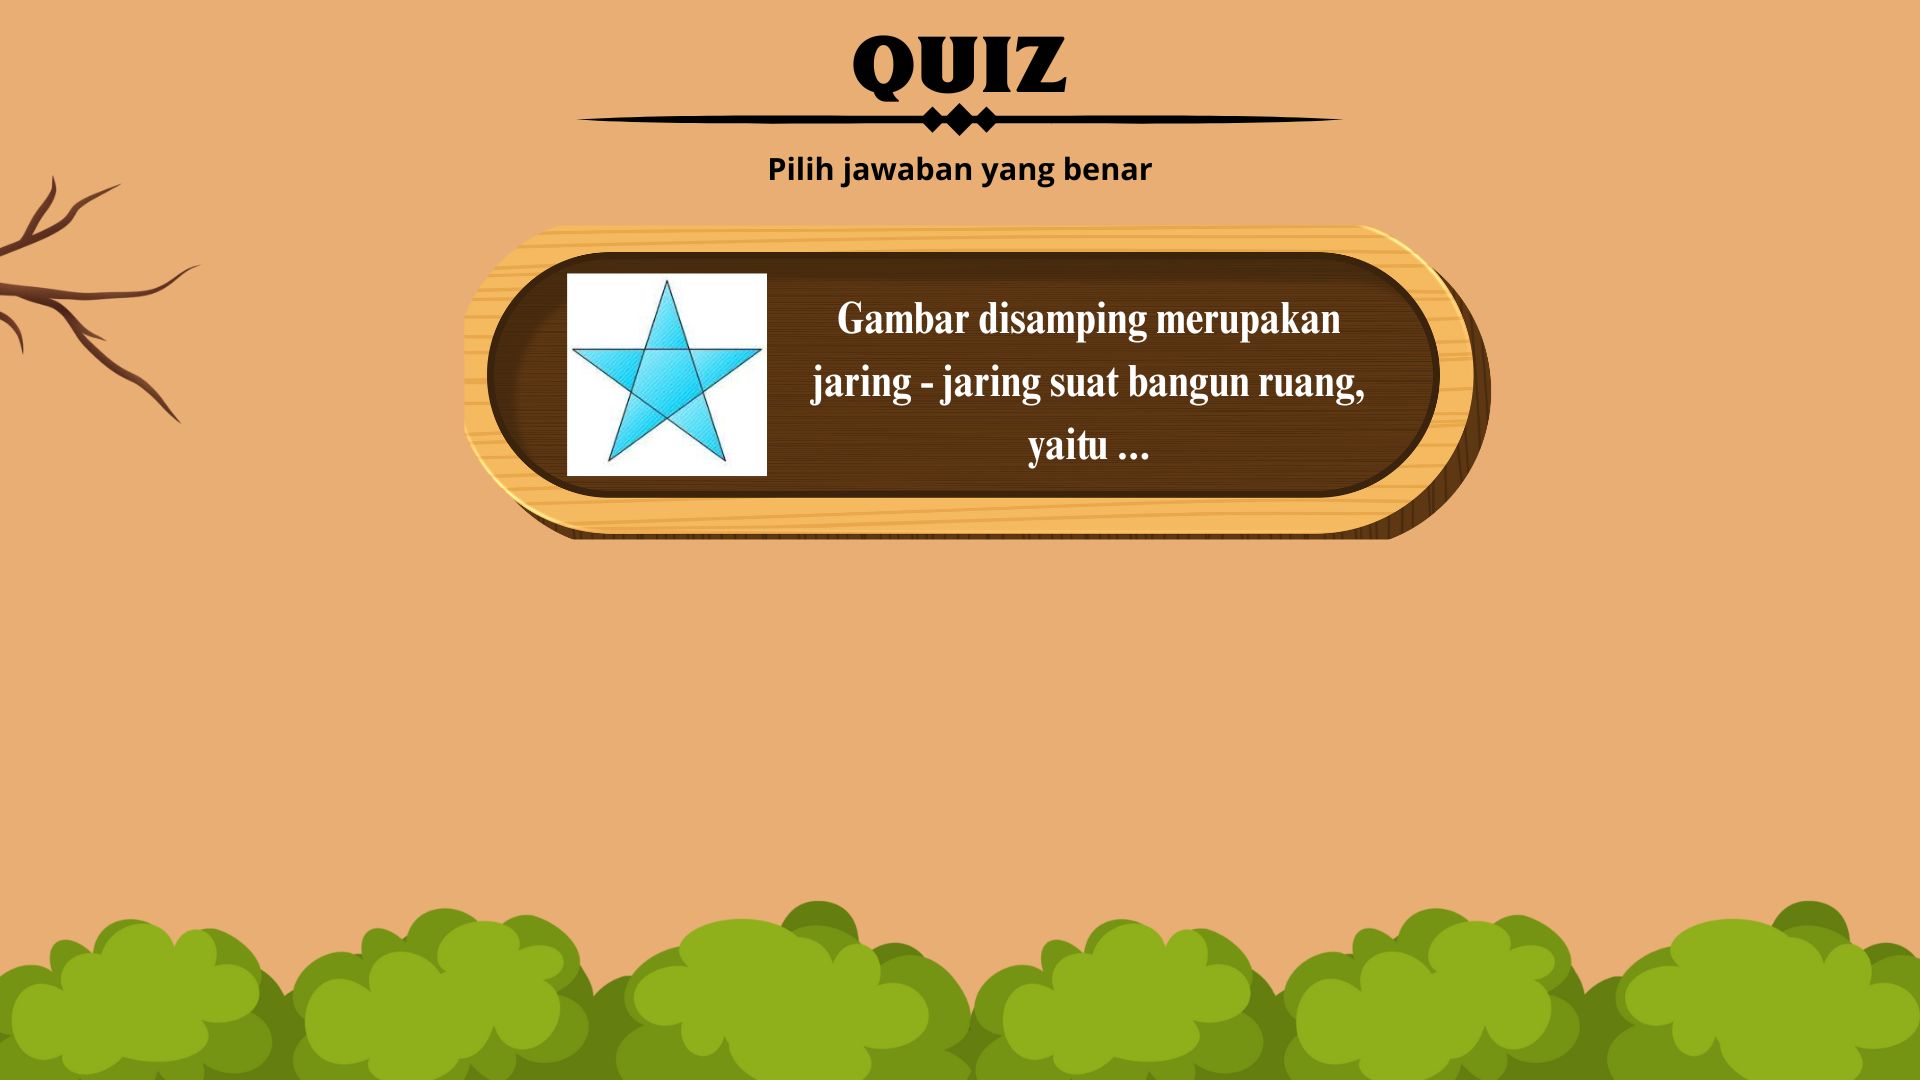 QUIZ
Pilih jawaban yang benar
Gambar disamping merupakan
jaring - jaring suat bangun ruang,
yaitu ...